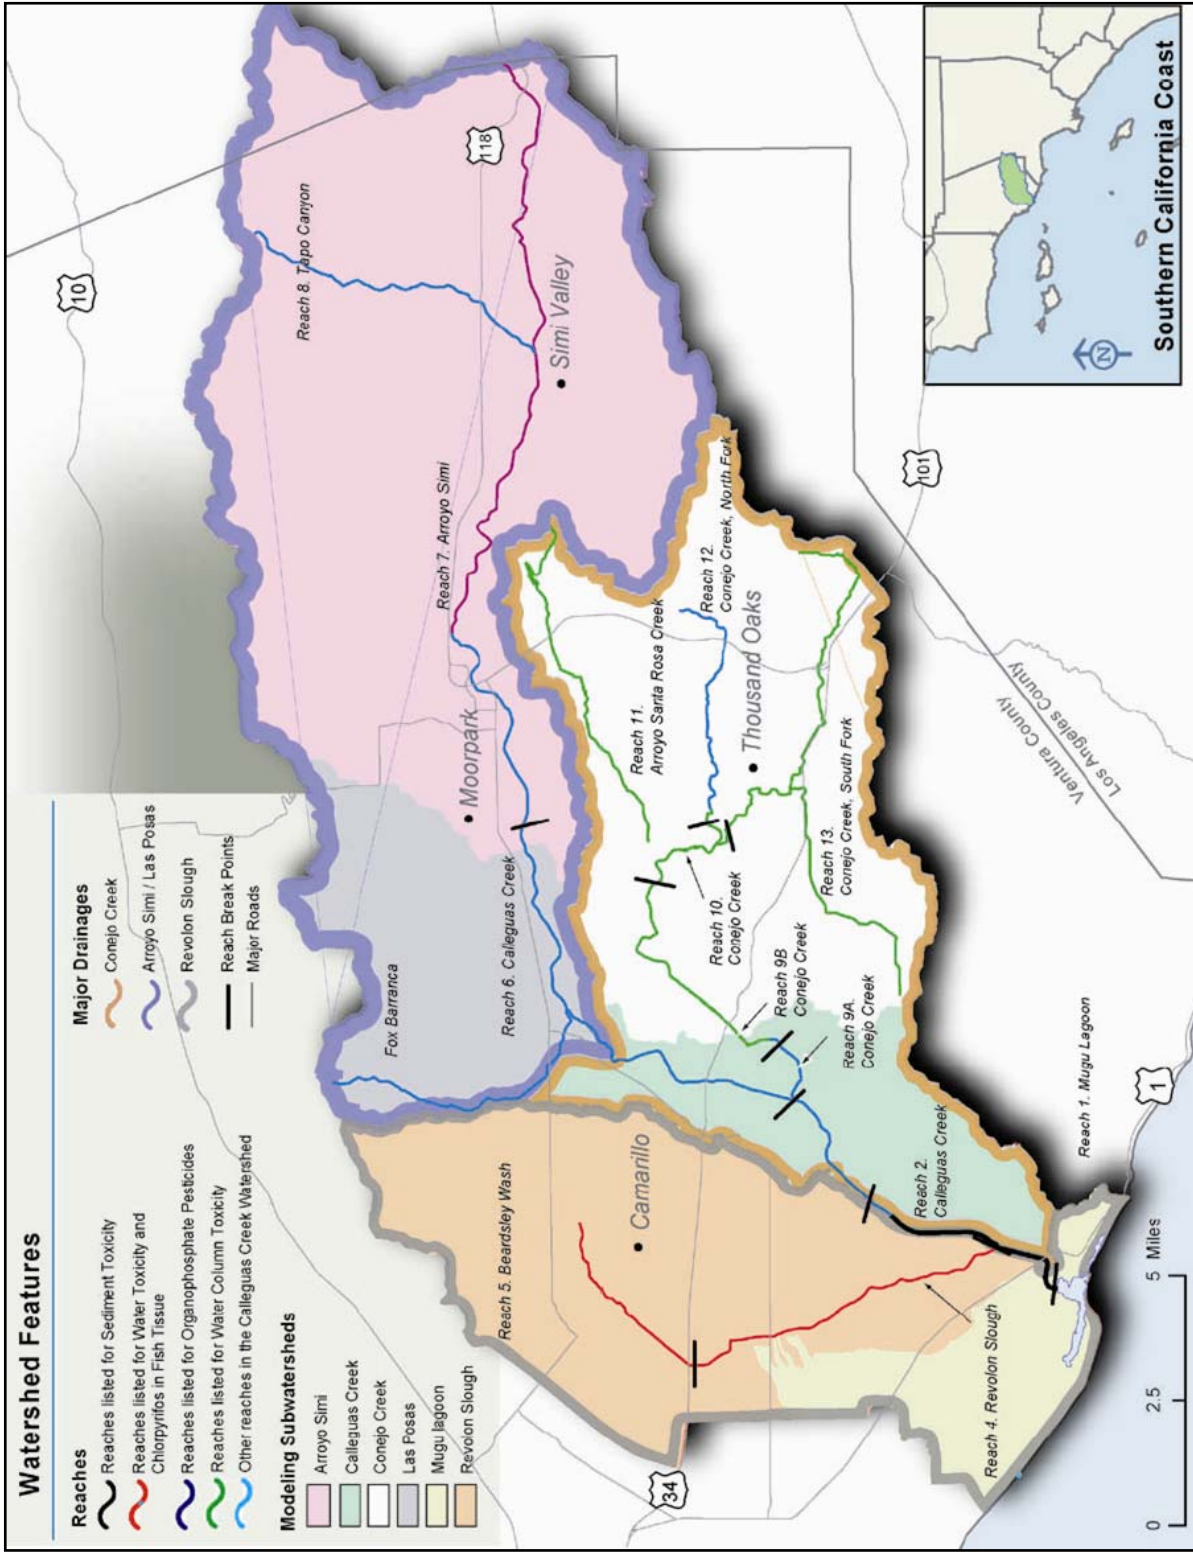 Watershed Features
Reaches
Reaches listed for Sediment Toxicity
Reaches listed for Water Toxicity and
Chlorpyrifos in Fish Tissue
Reaches listed for Organophosphate Pesticides
Reaches listed for Water Column Toxicity
Other reaches in the Calleguas Creek Watershed
Modeling Subwatersheds
Arroyo Simi
Calleguas Creek
Conejo Creek
Las Posas
Mugu lagoon
Revolon Slough
Major Drainages
Conejo Creek
Arroyo Simi / Las Posas
Revolon Slough
Reach Break Points
Major Roads
10
118
Reach 8. Tapo Canyon
Simi Valley
Reach 7. Arroyo Simi
Moorpark
Fox Barranca
Reach 6. Calleguas Creek
Reach 11.
Arroyo Santa Rosa Creek
Reach 12.
Conejo Creek, North Fork
Thousand Oaks
Reach 13.
Conejo Creek, South Fork
Reach 10.
Conejo Creek
Reach 9B
Conejo Creek
Reach 9A.
Conejo Creek
Reach 5. Beardsley Wash
Camarillo
Reach 2.
Calleguas Creek
Reach 4. Revolon Slough
Reach 1. Mugu Lagoon
34
1
101
Ventura County
Los Angeles County
0
2.5
5
Miles
N
Southern California Coast